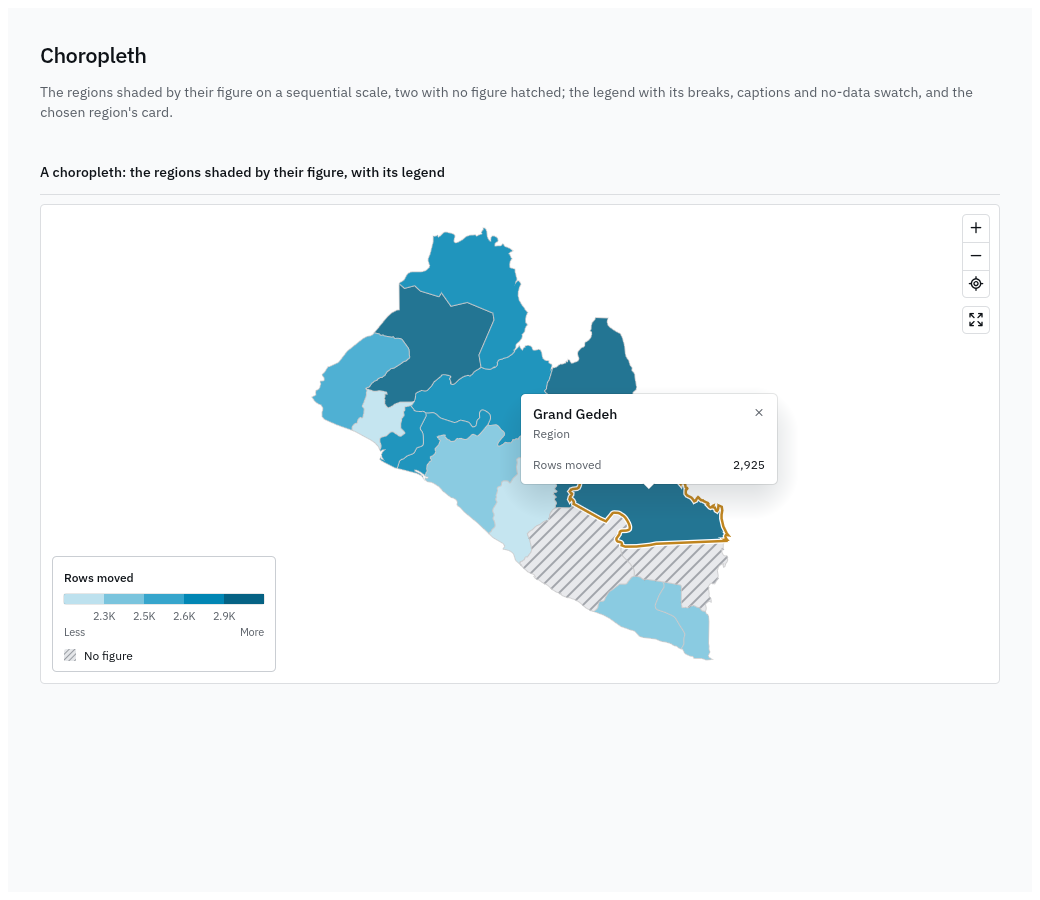 Choropleth
The regions shaded by their figure on a sequential scale, two with no figure hatched; the legend with its breaks, captions and no-data swatch, and the
chosen region's card.
A choropleth: the regions shaded by their figure, with its legend
Grand Gedeh
Region
Rows moved 2,925
Rows moved
2.3K 2.5K 2.6K 2.9K
Less More
No figure